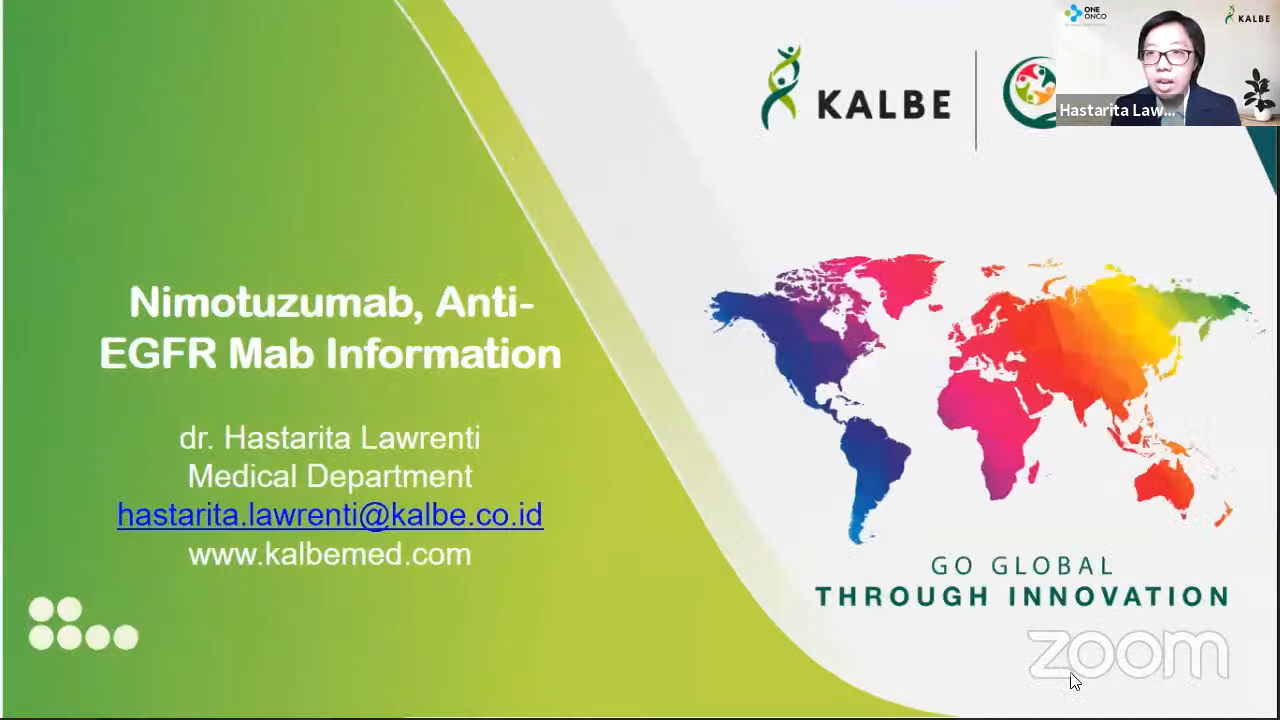 Nimotuzumab, Anti-
EGFR Mab Information
dr. Hastarita Lawrenti
Medical Department
hastarita.lawrenti@kalbe.co.id
www.kalbemed.com
KALBE
ONE
ONCO
KALBE
Hastarita Law...
GO GLOBAL
THROUGH INNOVATION
zoom